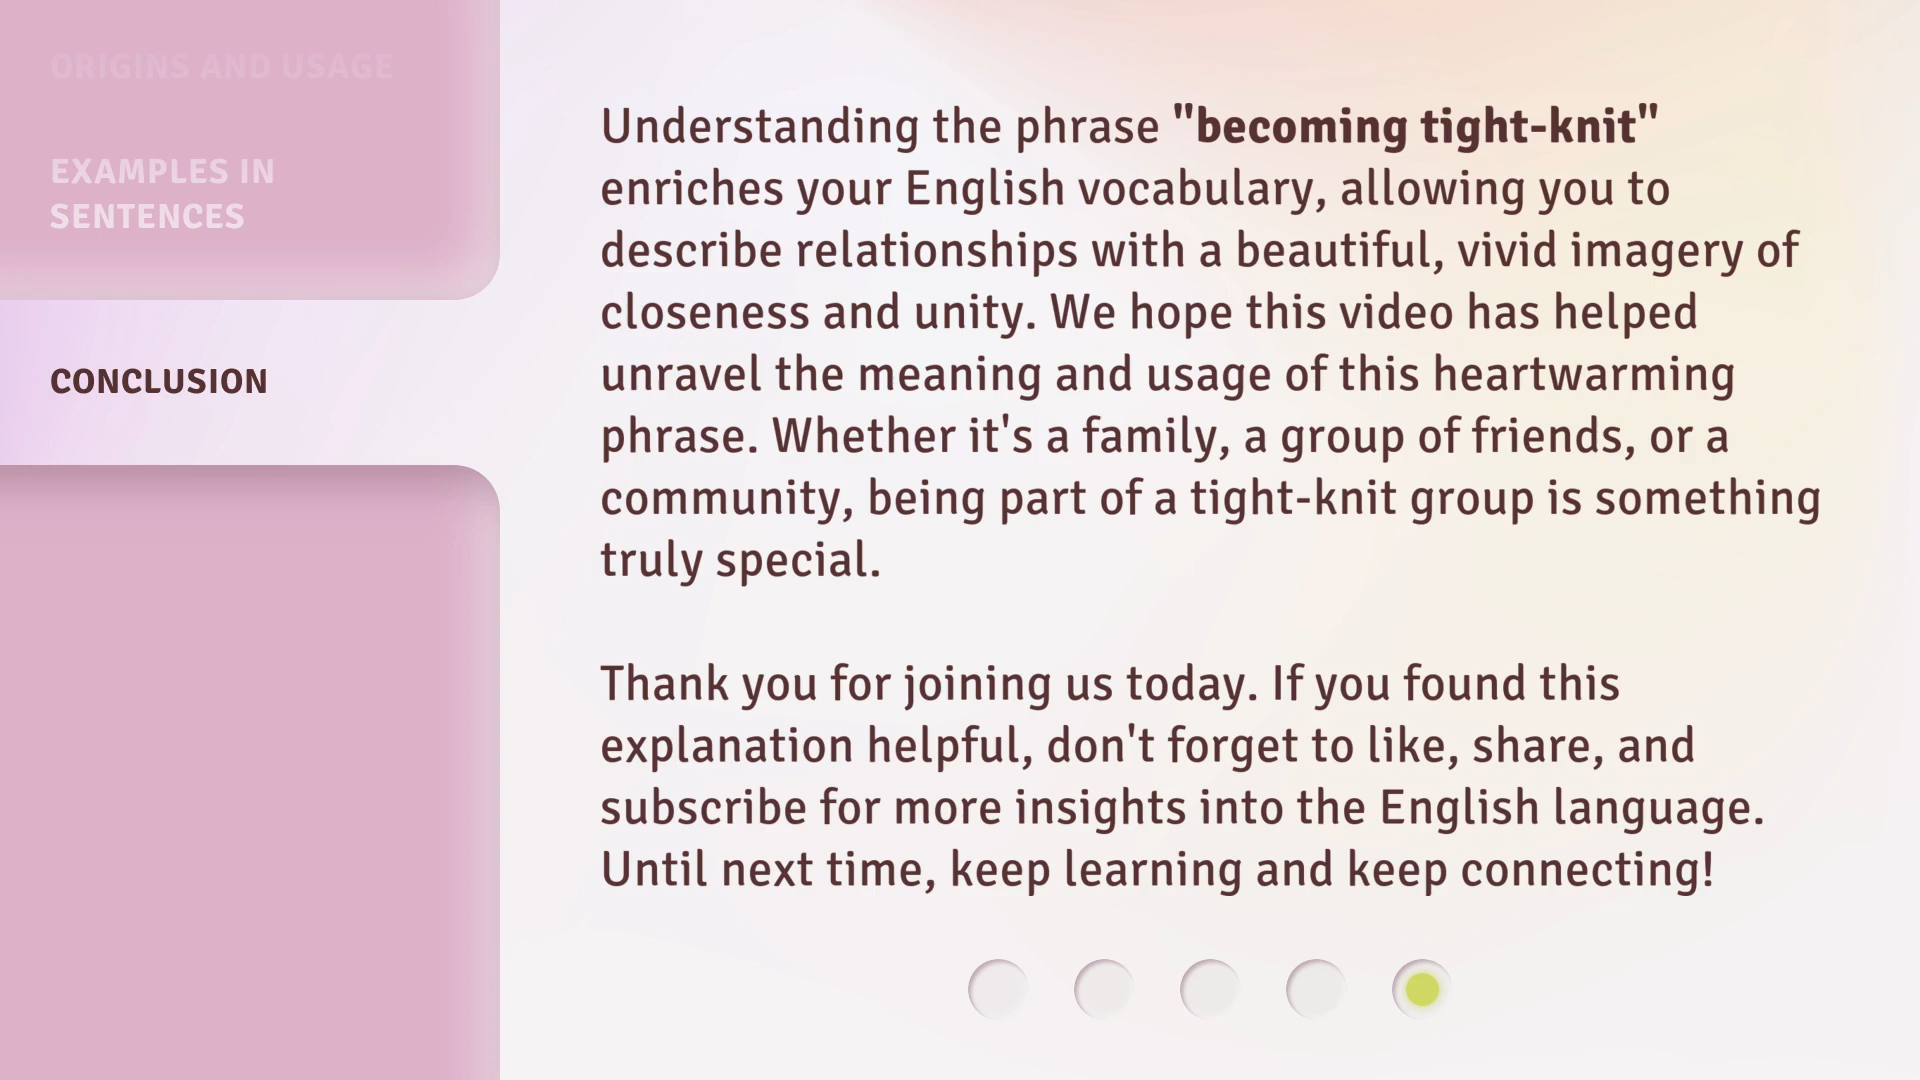 ORIGINS AND USAGE
EXAMPLES IN
SENTENCES
CONCLUSION
Understanding the phrase "becoming tight-knit"
enriches your English vocabulary, allowing you to
describe relationships with a beautiful, vivid imagery of
closeness and unity. We hope this video has helped
unravel the meaning and usage of this heartwarming
phrase. Whether it's a family, a group of friends, or a
community, being part of a tight-knit group is something
truly special.
Thank you for joining us today. If you found this
explanation helpful, don't forget to like, share, and
subscribe for more insights into the English language.
Until next time, keep learning and keep connecting!